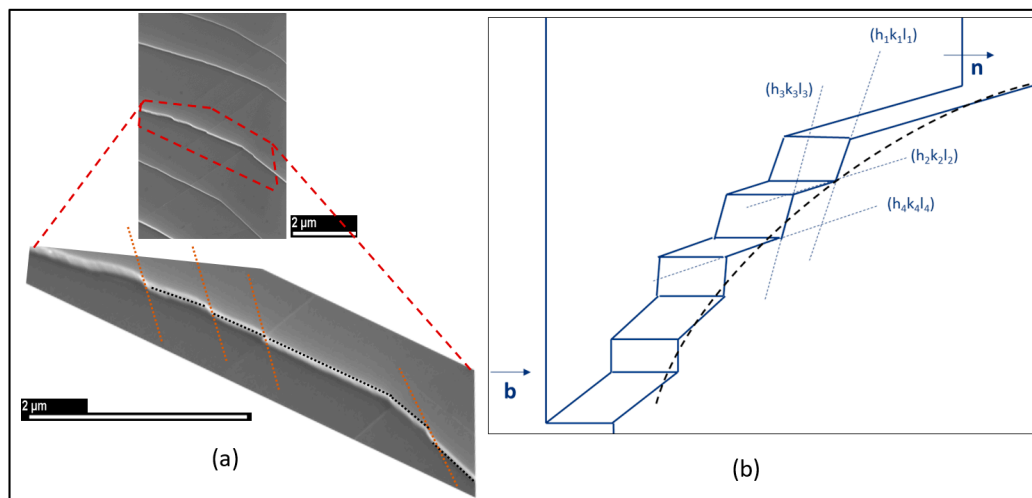 2 µm
2 µm
(a)
(h₁k₁l₁)
n
(h₃k₃l₃)
(h₂k₂l₂)
(h₄k₄l₄)
b
(b)